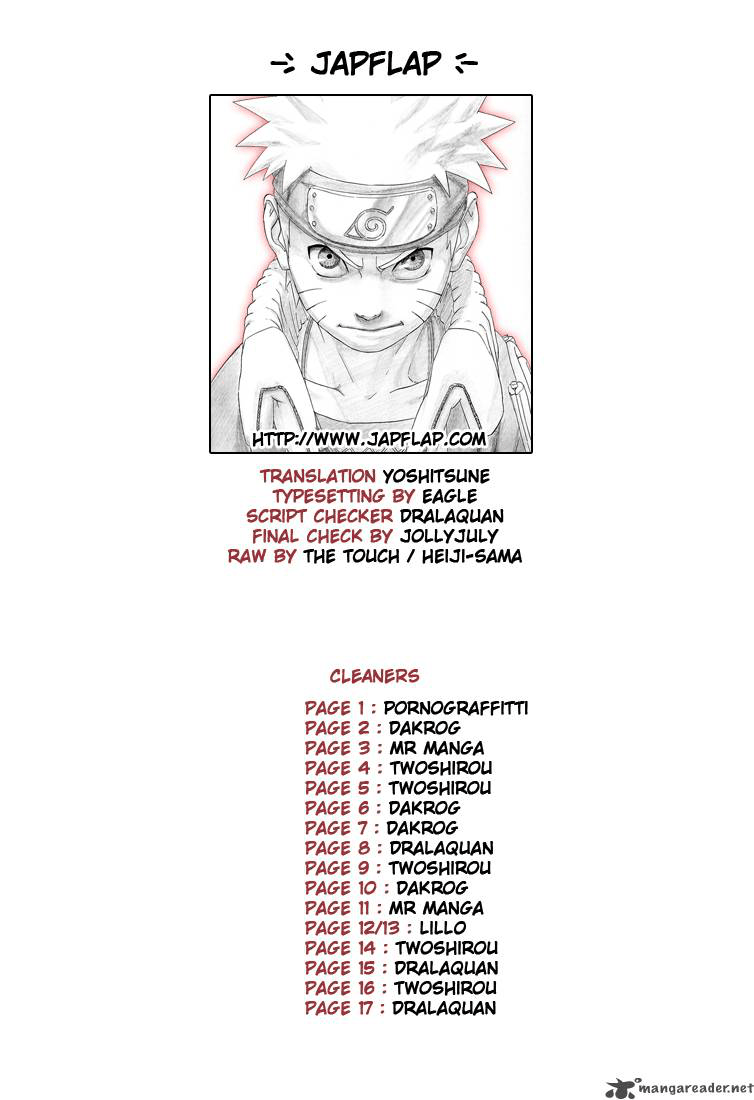 JAPFLAP
HTTP://WWW.JAPFLAP.COM
TRANSLATION YOSHITSUNE
TYPESETTING BY EAGLE
SCRIPT CHECKER DRALAQUAN
FINAL CHECK BY JOLLYJULY
RAW BY THE TOUCH / HEIJI-SAMA
CLEANERS
PAGE 1 : PORNOGRAFFITTI
PAGE 2 : DAKROG
PAGE 3 : MR MANGA
PAGE 4 : TWOSHIROU
PAGE 5 : TWOSHIROU
PAGE 6 : DAKROG
PAGE 7 : DAKROG
PAGE 8 : DRALAQUAN
PAGE 9 : TWOSHIROU
PAGE 10 : DAKROG
PAGE 11 : MR MANGA
PAGE 12/13 : LILLO
PAGE 14 : TWOSHIROU
PAGE 15 : DRALAQUAN
PAGE 16 : TWOSHIROU
PAGE 17 : DRALAQUAN
mangareader.net